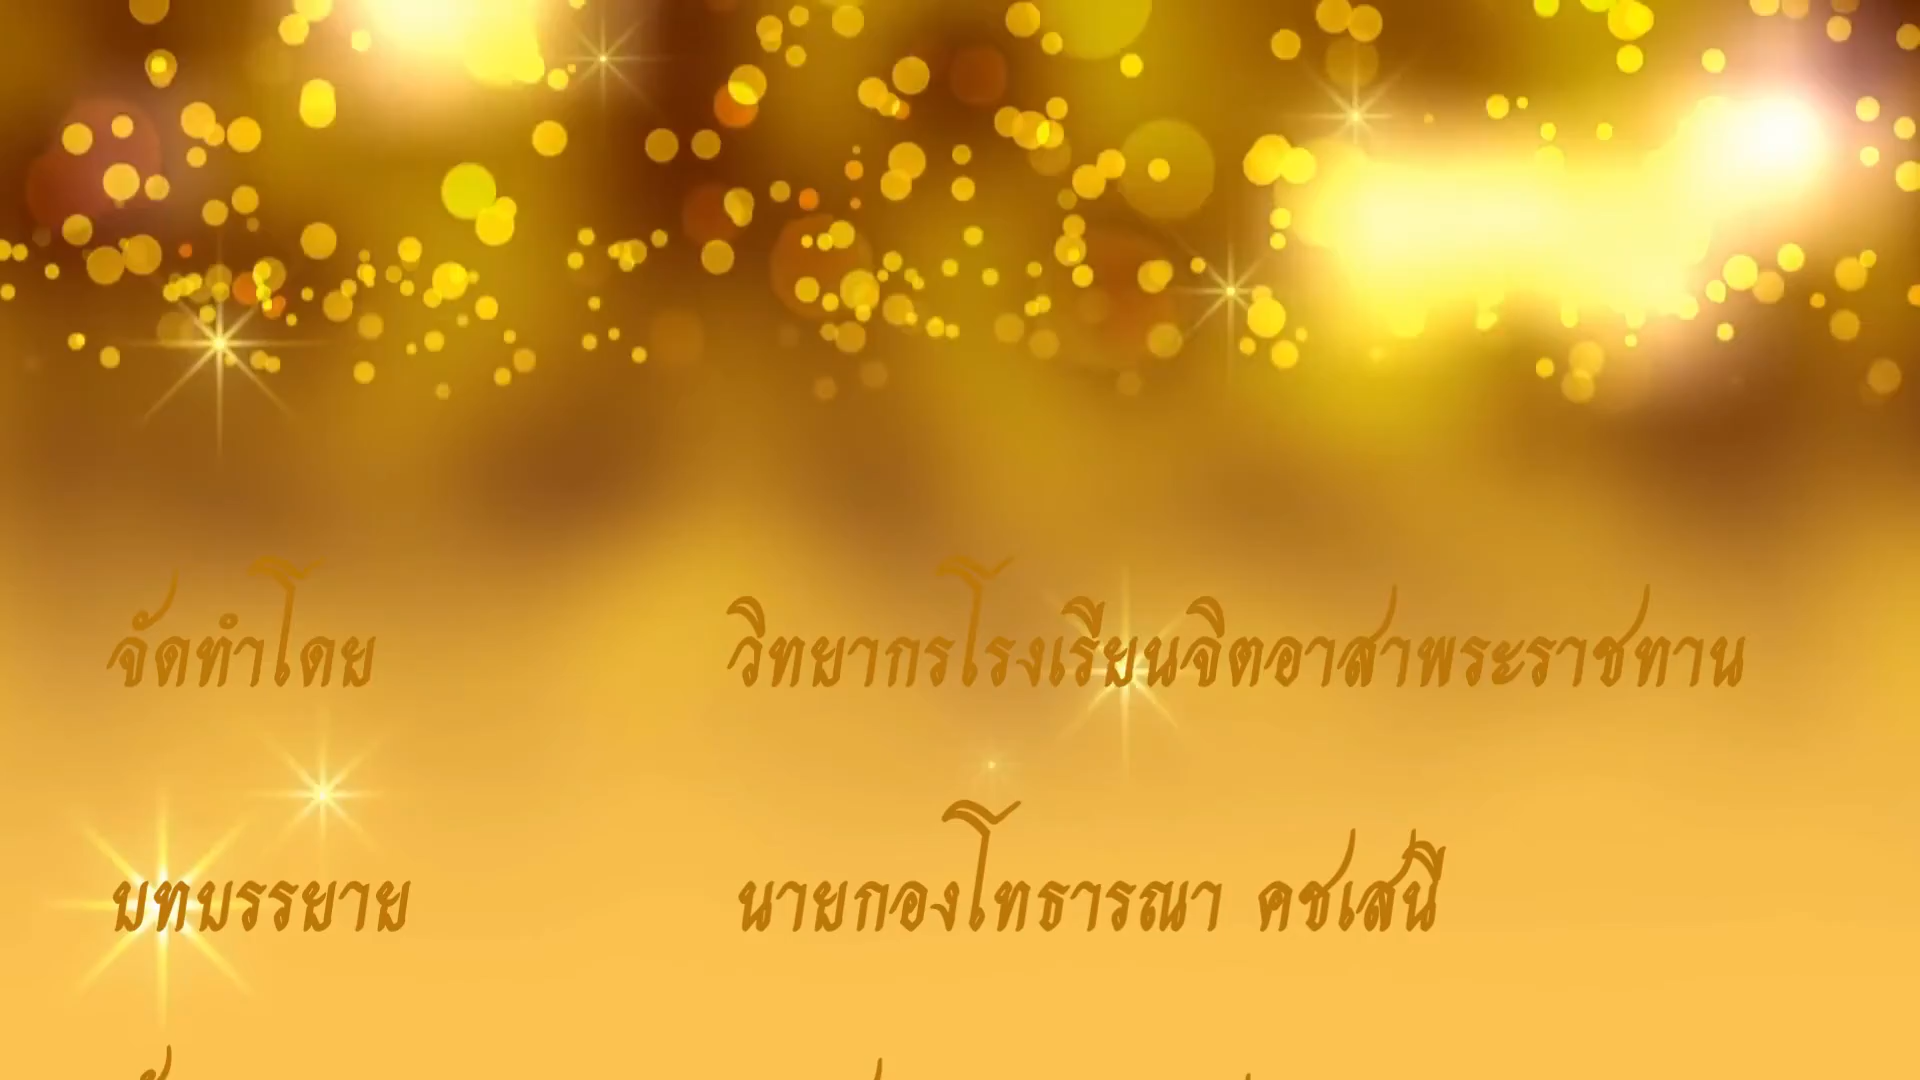 จัดทำโดย วิทยากรโรงเรียนจิตอาสาพระราชทาน
บทบรรยาย นายกองโทธารณา คชเสนี